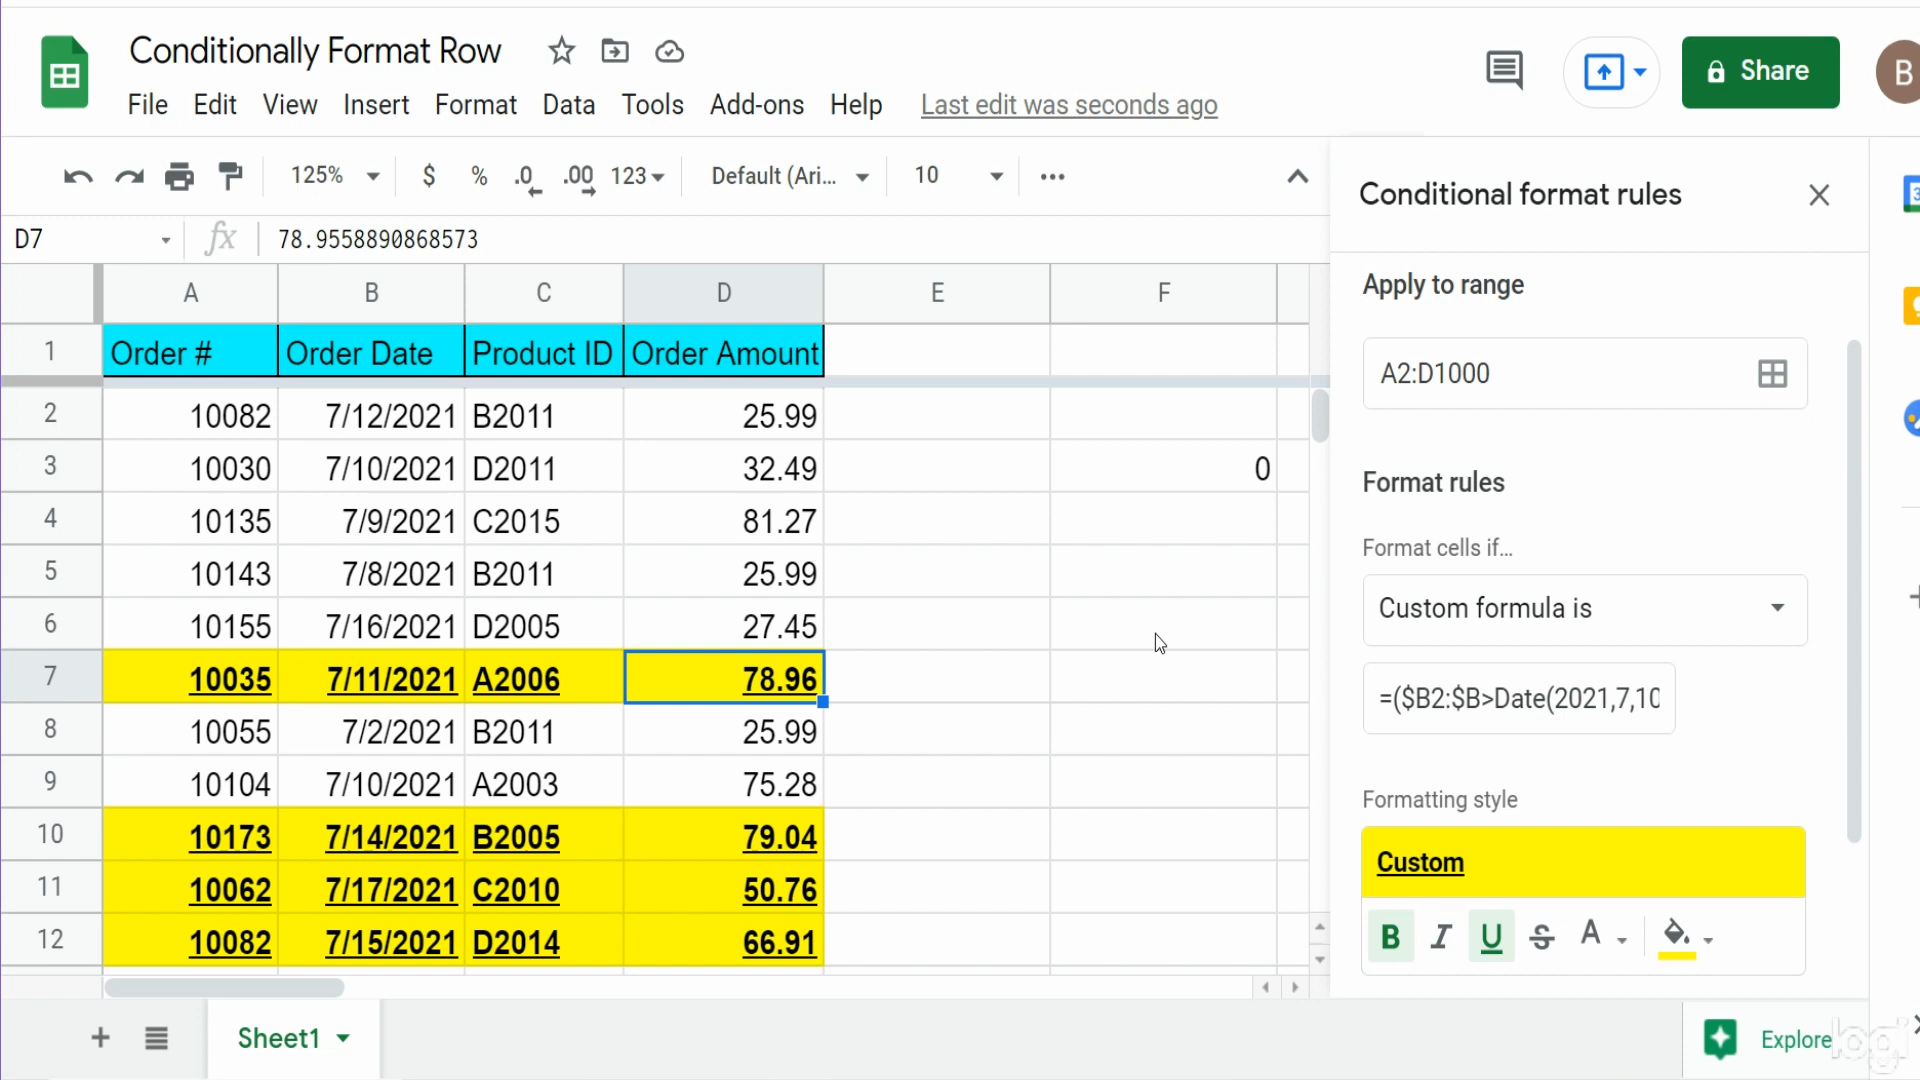 Conditionally Format Row
File Edit View Insert Format Data Tools Add-ons Help Last edit was seconds ago
Share
B
125% $ % .0 .00 123 Default (Ari... 10
Conditional format rules
D7 fx 78.9558890868573
A B C D E F
1 Order # Order Date Product ID Order Amount
2 10082 7/12/2021 B2011 25.99
3 10030 7/10/2021 D2011 32.49 0
4 10135 7/9/2021 C2015 81.27
5 10143 7/8/2021 B2011 25.99
6 10155 7/16/2021 D2005 27.45
7 10035 7/11/2021 A2006 78.96
8 10055 7/2/2021 B2011 25.99
9 10104 7/10/2021 A2003 75.28
10 10173 7/14/2021 B2005 79.04
11 10062 7/17/2021 C2010 50.76
12 10082 7/15/2021 D2014 66.91
Apply to range
A2:D1000
Format rules
Format cells if...
Custom formula is
=($B2:$B>Date(2021,7,10
Formatting style
Custom
B I U S A
Sheet1
Explore
logi